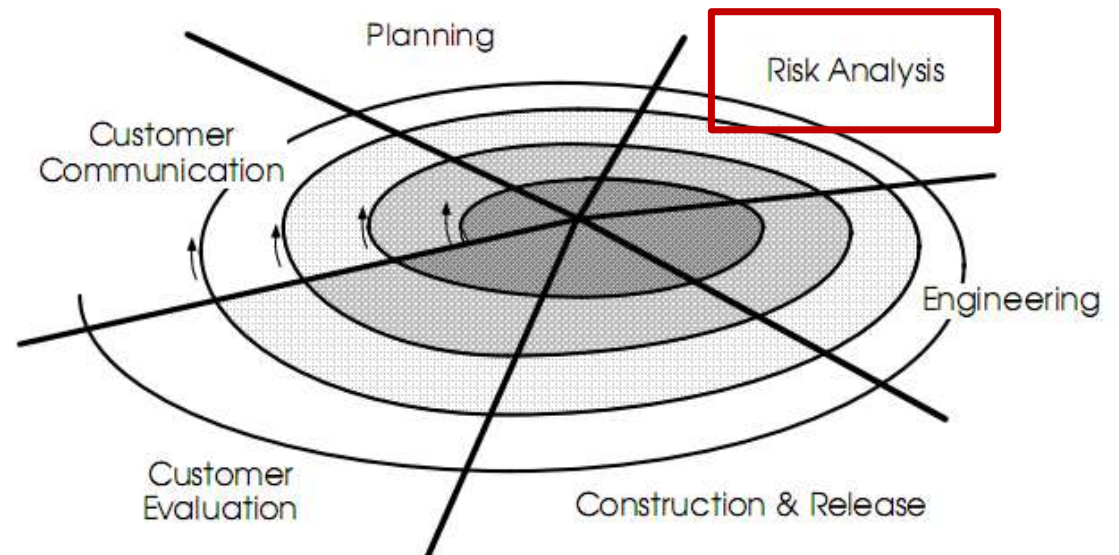 Planning
Risk Analysis
Customer
Communication
Engineering
Customer
Evaluation
Construction & Release